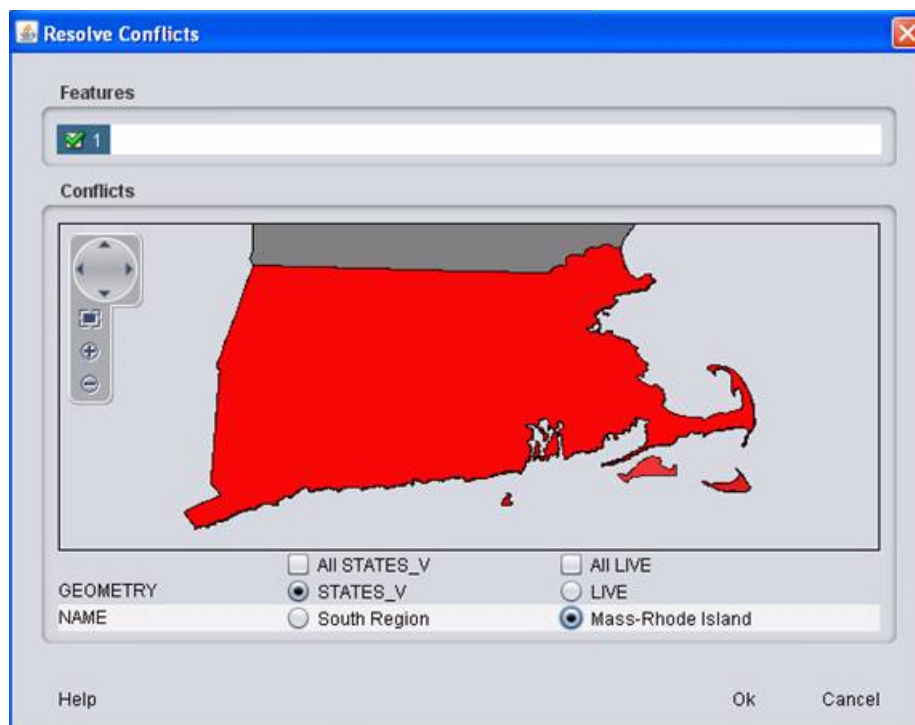 Resolve Conflicts
Features
1
Conflicts
All STATES_V All LIVE
GEOMETRY STATES_V LIVE
NAME South Region Mass-Rhode Island
Help Ok Cancel